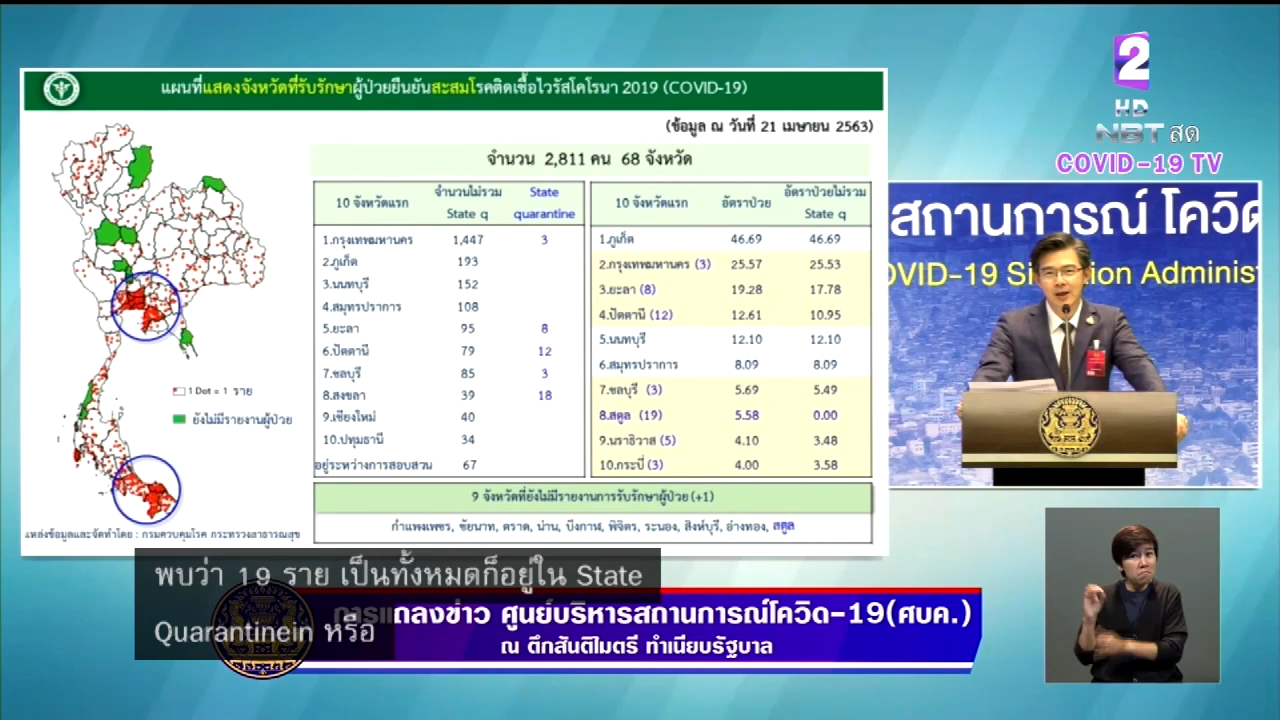 2
HD
NBT สด
COVID-19 TV
แผนที่แสดงจังหวัดที่รับรักษาผู้ป่วยยืนยันสะสมโรคติดเชื้อไวรัสโคโรนา 2019 (COVID-19)
(ข้อมูล ณ วันที่ 21 เมษายน 2563)
จำนวน 2,811 คน 68 จังหวัด
10 จังหวัดแรก จำนวนไม่รวม State q State quarantine
1.กรุงเทพมหานคร 1,447 3
2.ภูเก็ต 193
3.นนทบุรี 152
4.สมุทรปราการ 108
5.ยะลา 95 8
6.ปัตตานี 79 12
7.ชลบุรี 85 3
8.สงขลา 39 18
9.เชียงใหม่ 40
10.ปทุมธานี 34
อยู่ระหว่างการสอบสวน 67
10 จังหวัดแรก อัตราป่วย อัตราป่วยไม่รวม State q
1.ภูเก็ต 46.69 46.69
2.กรุงเทพมหานคร (3) 25.57 25.53
3.ยะลา (8) 19.28 17.78
4.ปัตตานี (12) 12.61 10.95
5.นนทบุรี 12.10 12.10
6.สมุทรปราการ 8.09 8.09
7.ชลบุรี (3) 5.69 5.49
8.สตูล (19) 5.58 0.00
9.นราธิวาส (5) 4.10 3.48
10.กระบี่ (3) 4.00 3.58
1 Dot = 1 ราย
ยังไม่มีรายงานผู้ป่วย
9 จังหวัดที่ยังไม่มีรายงานการรับรักษาผู้ป่วย (+1)
กำแพงเพชร, ชัยนาท, ตราด, น่าน, บึงกาฬ, พิจิตร, ระนอง, สิงห์บุรี, อ่างทอง, สตูล
แหล่งข้อมูลและจัดทำโดย : กรมควบคุมโรค กระทรวงสาธารณสุข
สถานการณ์ โควิด
OVID-19 Administ
พบว่า 19 ราย เป็นทั้งหมดก็อยู่ใน State
Quarantinein หรือ
การแถลงข่าว ศูนย์บริหารสถานการณ์โควิด-19(ศบค.)
ณ ตึกสันติไมตรี ทำเนียบรัฐบาล